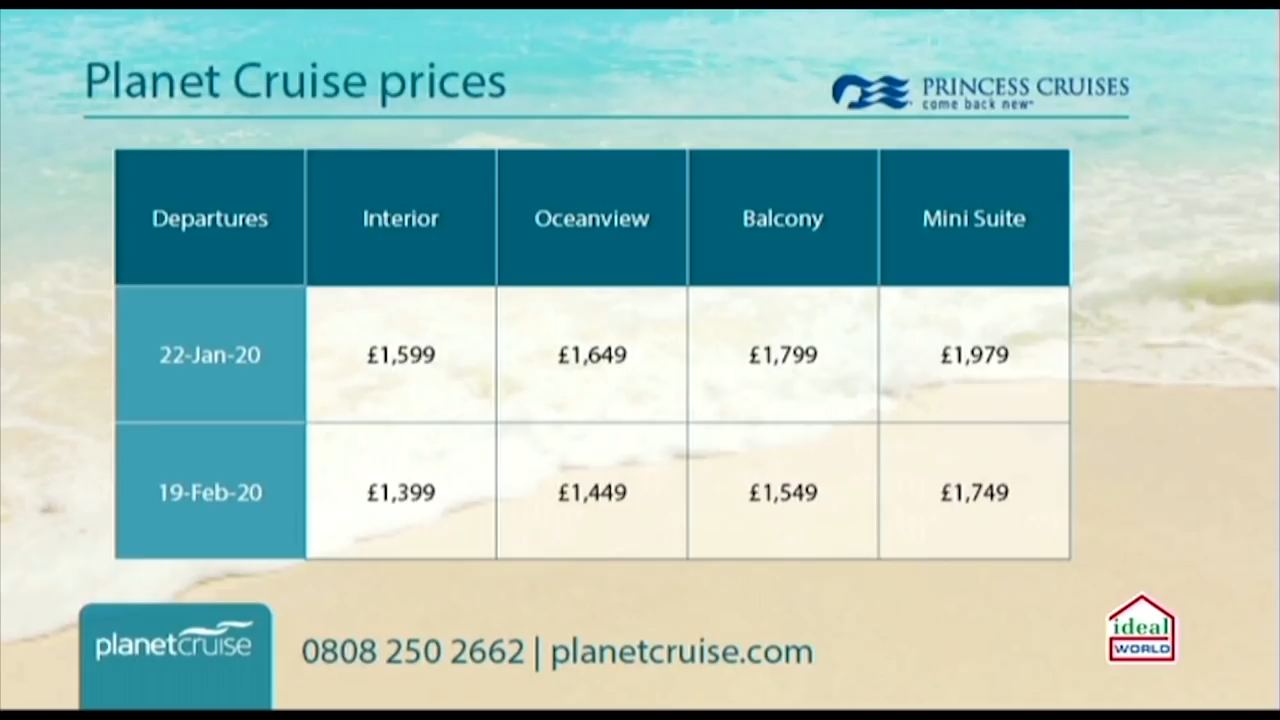 Planet Cruise prices
PRINCESS CRUISES
come back new
Departures Interior Oceanview Balcony Mini Suite
22-Jan-20 £1,599 £1,649 £1,799 £1,979
19-Feb-20 £1,399 £1,449 £1,549 £1,749
planetcruise
0808 250 2662 | planetcruise.com
ideal
WORLD